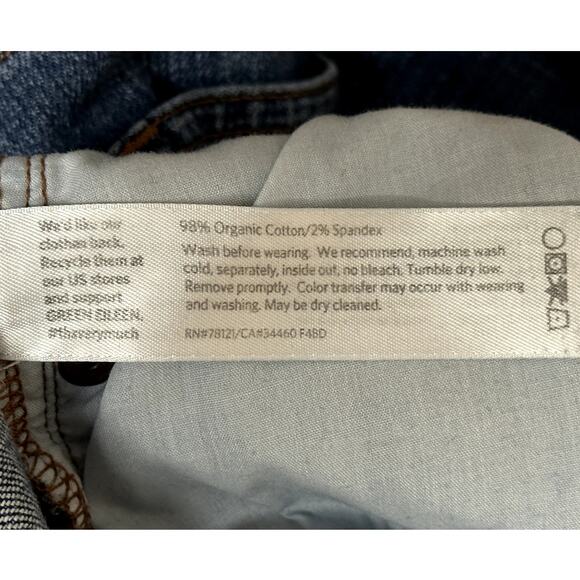 We'd like our
clothes back.
Recycle them at
our US stores
and support
GREEN EILEEN.
#thxverymuch
98% Organic Cotton/2% Spandex
Wash before wearing. We recommend, machine wash
cold, separately, inside out, no bleach. Tumble dry low.
Remove promptly. Color transfer may occur with wearing
and washing. May be dry cleaned.
RN#78121/CA#34460 F4BD